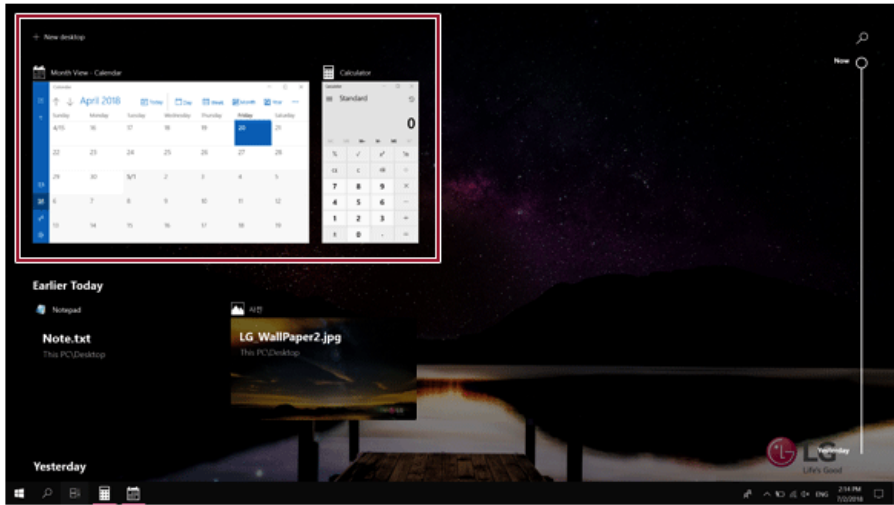 New desktop
Now
Month View - Calendar
Calculator
Calendar
April 2018
Today
Day
Week
Month
Year
Sunday Monday Tuesday Wednesday Thursday Friday Saturday
4/15 16 17 18 19 20 21
22 23 24 25 26 27 28
29 30 5/1 2 3 4 5
6 7 8 9 10 11 12
13 14 15 16 17 18 19
Standard
0
% √
CE C
7 8 9 ×
4 5 6 −
1 2 3 +
± 0 . =
Earlier Today
Notepad
Note.txt
This PC\Desktop
사진
LG_WallPaper2.jpg
This PC\Desktop
Yesterday
Yesterday
LG
Life's Good
ENG
2:14 PM
7/2/2018